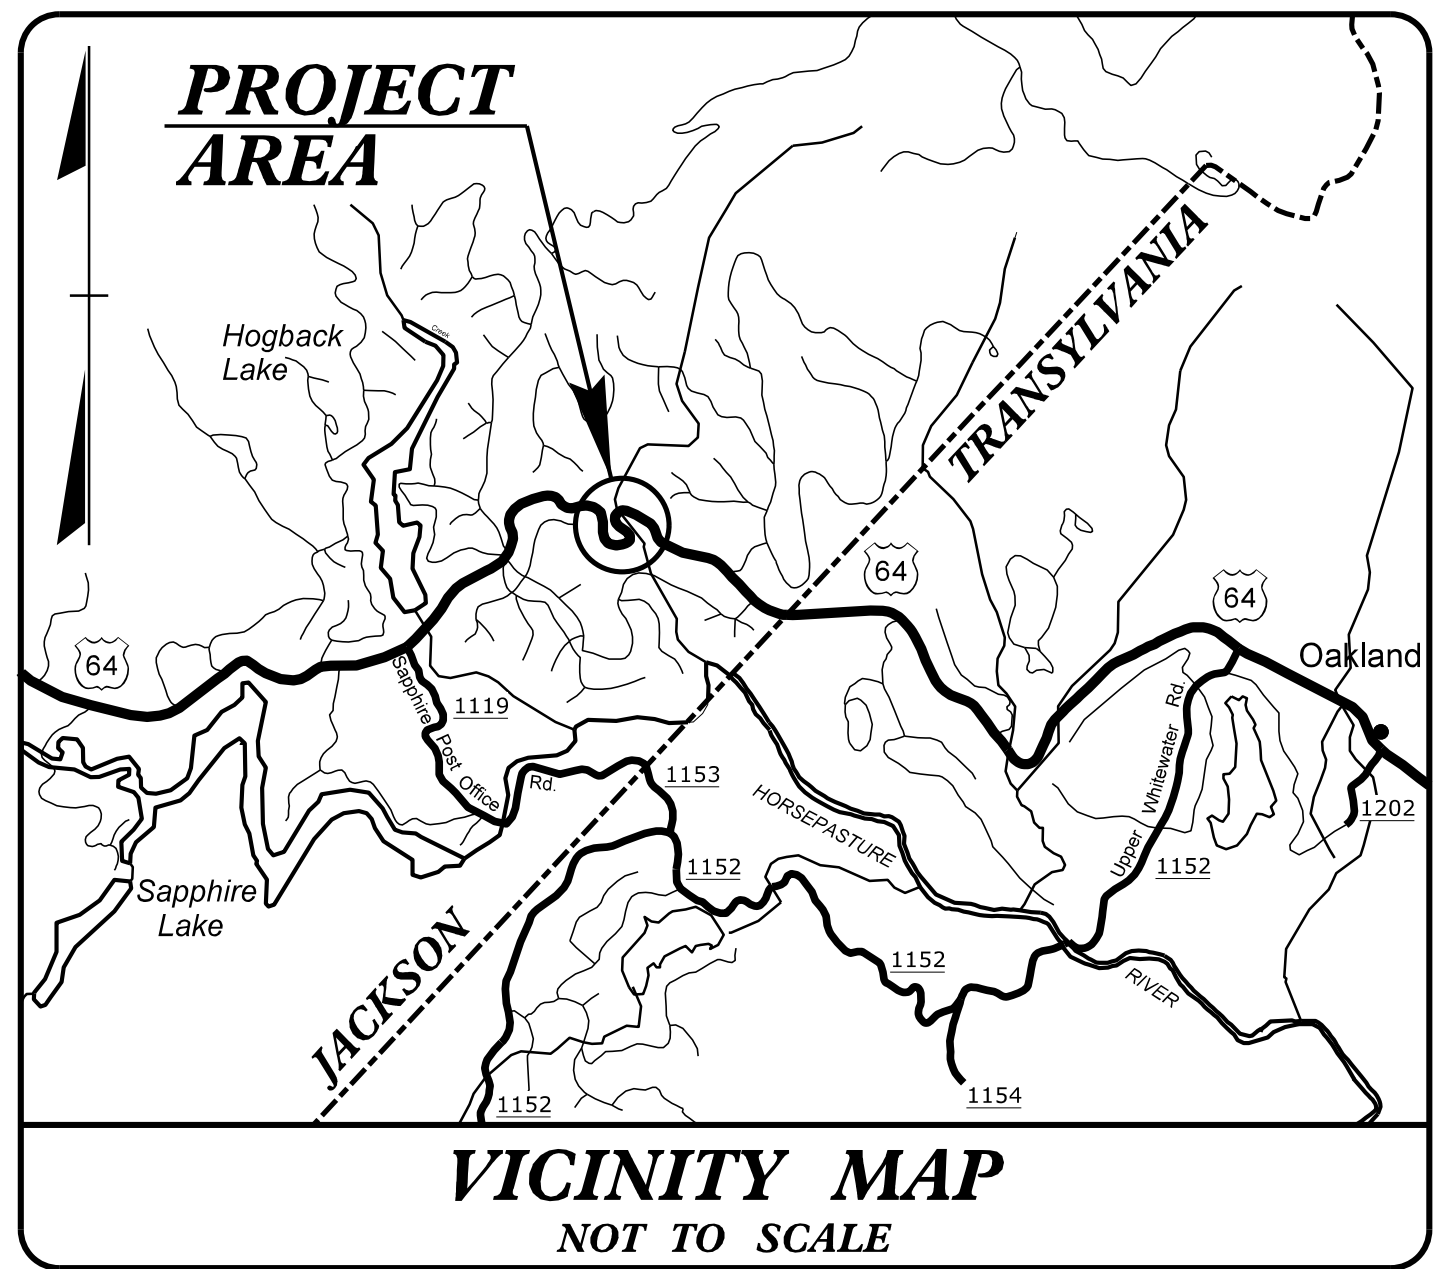 PROJECT
AREA
TRANSYLVANIA
Creek
Hogback
Lake
64
64
64
Oakland
Sapphire Post Office Rd.
1119
1153
Upper Whitewater Rd.
1202
HORSEPASTURE
1152
1152
Sapphire
Lake
JACKSON
1152
RIVER
1154
1152
VICINITY MAP
NOT TO SCALE